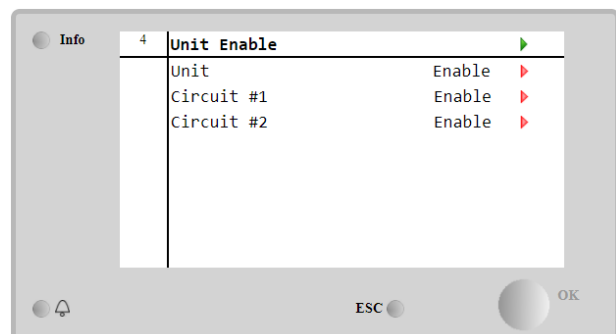 Info
4 Unit Enable
Unit Enable
Circuit #1 Enable
Circuit #2 Enable
ESC
OK